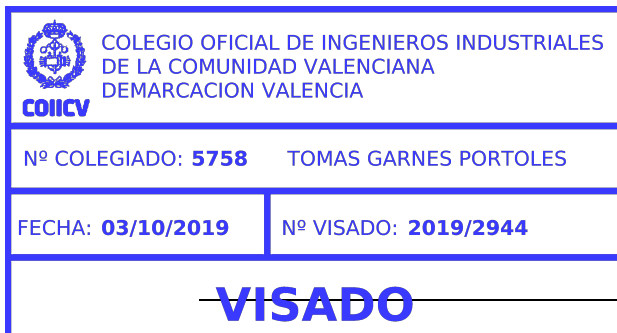 COLEGIO OFICIAL DE INGENIEROS INDUSTRIALES
DE LA COMUNIDAD VALENCIANA
DEMARCACION VALENCIA
COIICV
Nº COLEGIADO: 5758 TOMAS GARNES PORTOLES
FECHA: 03/10/2019 Nº VISADO: 2019/2944
VISADO